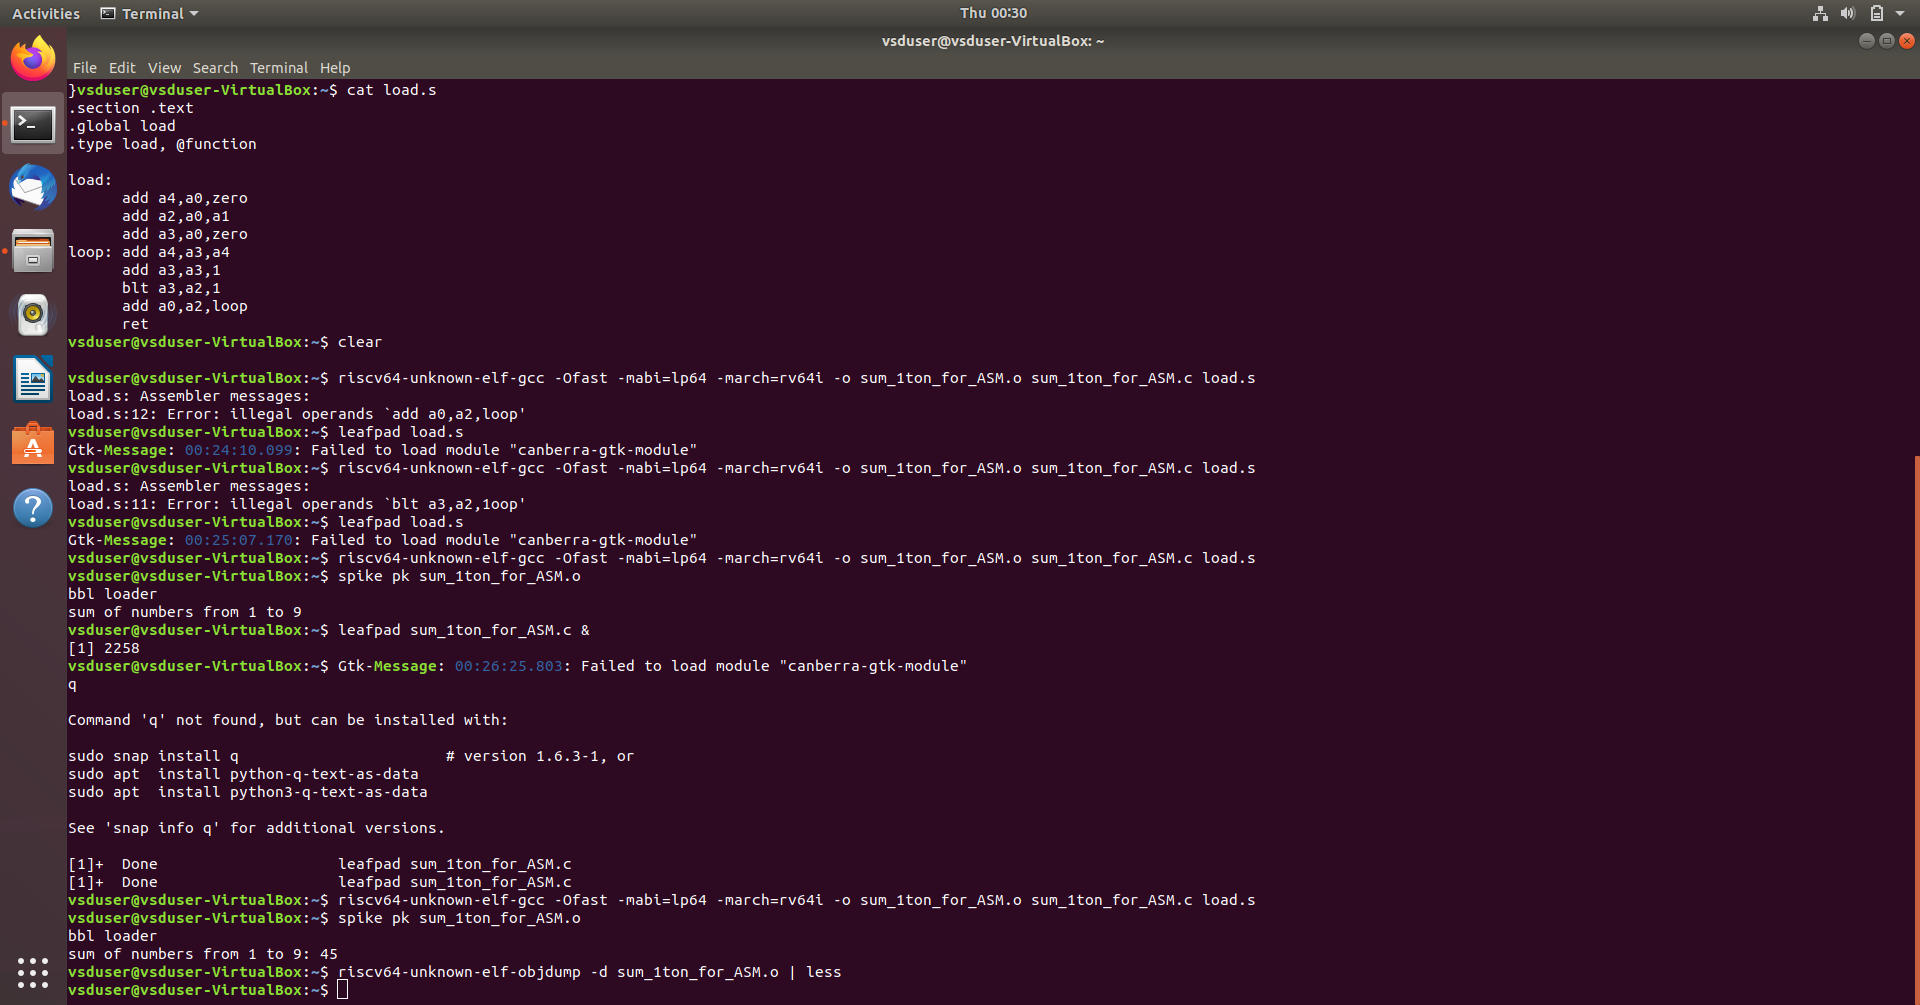 Activities
Terminal
Thu 00:30
vsduser@vsduser-VirtualBox: ~
File Edit View Search Terminal Help
}vsduser@vsduser-VirtualBox:~$ cat load.s
.section .text
.global load
.type load, @function
load:
add a4,a0,zero
add a2,a0,a1
add a3,a0,zero
loop: add a4,a3,a4
add a3,a3,1
blt a3,a2,1
add a0,a2,loop
ret
vsduser@vsduser-VirtualBox:~$ clear
vsduser@vsduser-VirtualBox:~$ riscv64-unknown-elf-gcc -Ofast -mabi=lp64 -march=rv64i -o sum_1ton_for_ASM.o sum_1ton_for_ASM.c load.s
load.s: Assembler messages:
load.s:12: Error: illegal operands `add a0,a2,loop'
vsduser@vsduser-VirtualBox:~$ leafpad load.s
Gtk-Message: 00:24:10.099: Failed to load module "canberra-gtk-module"
vsduser@vsduser-VirtualBox:~$ riscv64-unknown-elf-gcc -Ofast -mabi=lp64 -march=rv64i -o sum_1ton_for_ASM.o sum_1ton_for_ASM.c load.s
load.s: Assembler messages:
load.s:11: Error: illegal operands `blt a3,a2,1oop'
vsduser@vsduser-VirtualBox:~$ leafpad load.s
Gtk-Message: 00:25:07.170: Failed to load module "canberra-gtk-module"
vsduser@vsduser-VirtualBox:~$ riscv64-unknown-elf-gcc -Ofast -mabi=lp64 -march=rv64i -o sum_1ton_for_ASM.o sum_1ton_for_ASM.c load.s
vsduser@vsduser-VirtualBox:~$ spike pk sum_1ton_for_ASM.o
bbl loader
sum of numbers from 1 to 9
vsduser@vsduser-VirtualBox:~$ leafpad sum_1ton_for_ASM.c &
[1] 2258
vsduser@vsduser-VirtualBox:~$ Gtk-Message: 00:26:25.803: Failed to load module "canberra-gtk-module"
q
Command 'q' not found, but can be installed with:
sudo snap install q # version 1.6.3-1, or
sudo apt install python-q-text-as-data
sudo apt install python3-q-text-as-data
See 'snap info q' for additional versions.
[1]+ Done leafpad sum_1ton_for_ASM.c
[1]+ Done leafpad sum_1ton_for_ASM.c
vsduser@vsduser-VirtualBox:~$ riscv64-unknown-elf-gcc -Ofast -mabi=lp64 -march=rv64i -o sum_1ton_for_ASM.o sum_1ton_for_ASM.c load.s
vsduser@vsduser-VirtualBox:~$ spike pk sum_1ton_for_ASM.o
bbl loader
sum of numbers from 1 to 9: 45
vsduser@vsduser-VirtualBox:~$ riscv64-unknown-elf-objdump -d sum_1ton_for_ASM.o | less
vsduser@vsduser-VirtualBox:~$